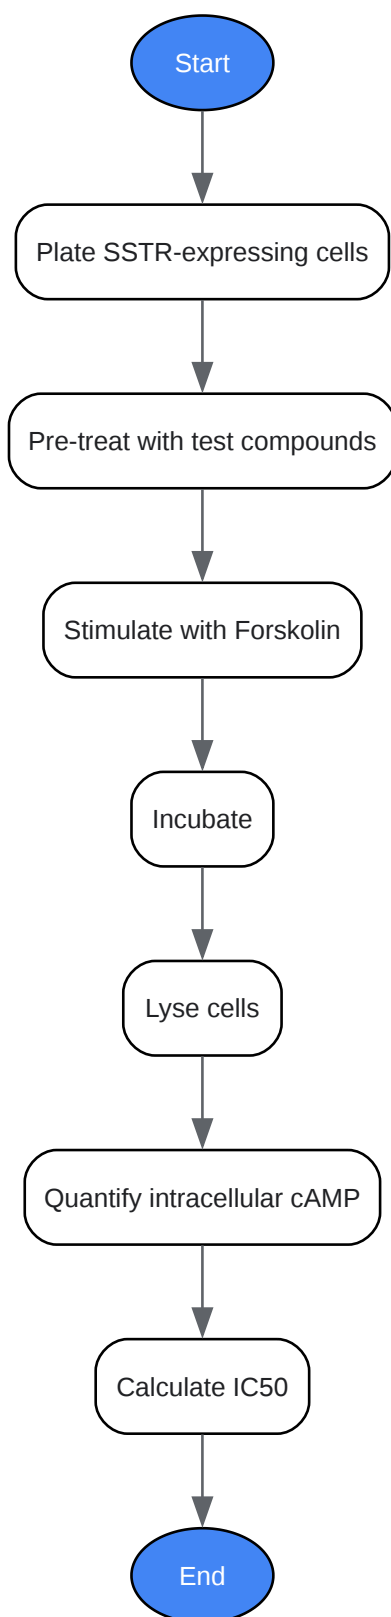 Start
Plate SSTR-expressing cells
Pre-treat with test compounds
Stimulate with Forskolin
Incubate
Lyse cells
Quantify intracellular cAMP
Calculate IC50
End